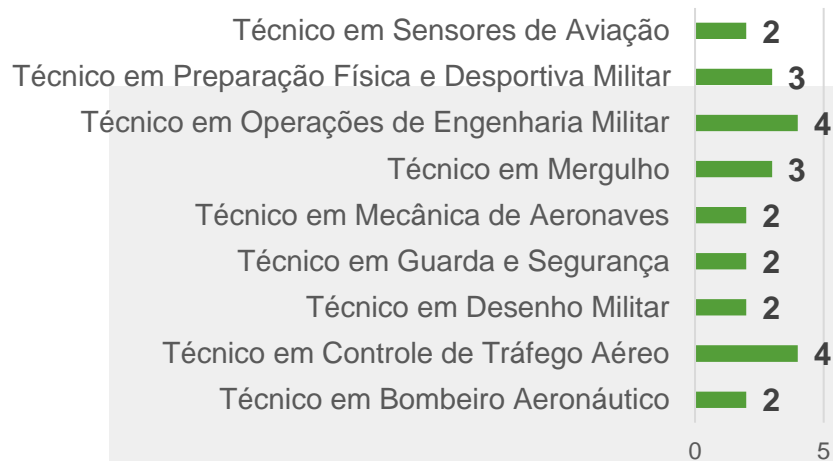 Técnico em Sensores de Aviação 2
Técnico em Preparação Física e Desportiva Militar 3
Técnico em Operações de Engenharia Militar 4
Técnico em Mergulho 3
Técnico em Mecânica de Aeronaves 2
Técnico em Guarda e Segurança 2
Técnico em Desenho Militar 2
Técnico em Controle de Tráfego Aéreo 4
Técnico em Bombeiro Aeronáutico 2
0 5